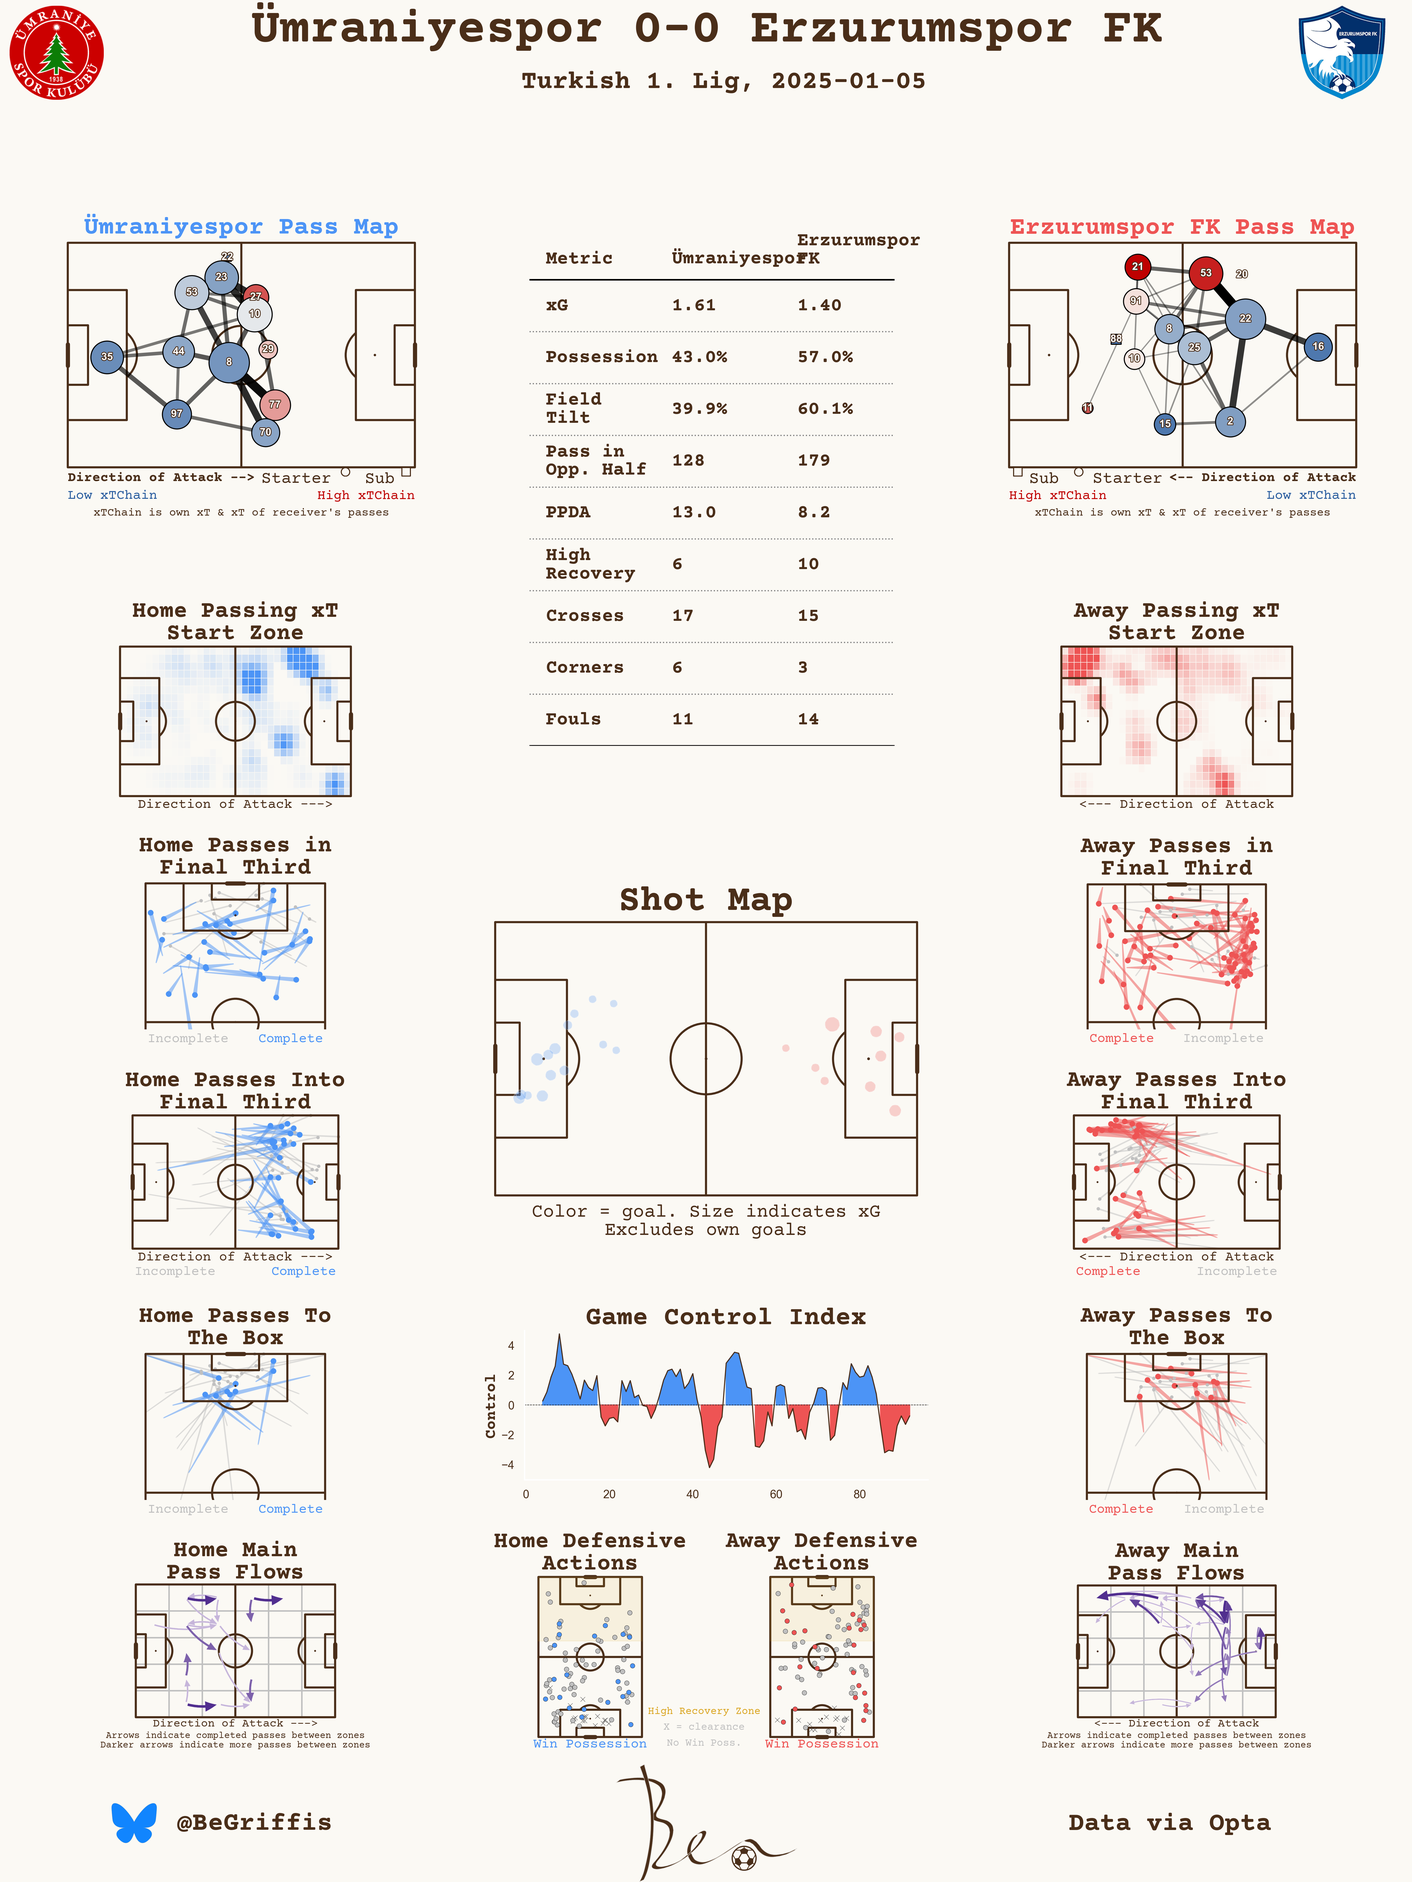 Ümraniyespor 0-0 Erzurumspor FK
Turkish 1. Lig, 2025-01-05
ÜMRANİYE
SPOR KULÜBÜ
1938
ERZURUMSPOR FK
Ümraniyespor Pass Map
22
23
53
27
10
29
44
8
35
77
97
70
Direction of Attack --> Starter Sub
Low xTChain High xTChain
xTChain is own xT & xT of receiver's passes
Metric Ümraniyespor Erzurumspor FK
xG 1.61 1.40
Possession 43.0% 57.0%
Field Tilt 39.9% 60.1%
Pass in Opp. Half 128 179
PPDA 13.0 8.2
High Recovery 6 10
Crosses 17 15
Corners 6 3
Fouls 11 14
Erzurumspor FK Pass Map
21
53
20
91
22
8
88
25
16
10
11
15
2
Sub Starter <-- Direction of Attack
High xTChain Low xTChain
xTChain is own xT & xT of receiver's passes
Home Passing xT
Start Zone
Direction of Attack --->
Away Passing xT
Start Zone
<--- Direction of Attack
Home Passes in
Final Third
Incomplete Complete
Away Passes in
Final Third
Complete Incomplete
Shot Map
Color = goal. Size indicates xG
Excludes own goals
Home Passes Into
Final Third
Direction of Attack --->
Incomplete Complete
Away Passes Into
Final Third
<--- Direction of Attack
Complete Incomplete
Home Passes To
The Box
Incomplete Complete
Game Control Index
Control
4
2
0
−2
−4
0 20 40 60 80
Away Passes To
The Box
Complete Incomplete
Home Main
Pass Flows
Direction of Attack --->
Arrows indicate completed passes between zones
Darker arrows indicate more passes between zones
Home Defensive
Actions
Win Possession
High Recovery Zone
X = clearance
No Win Poss.
Away Defensive
Actions
Win Possession
Away Main
Pass Flows
<--- Direction of Attack
Arrows indicate completed passes between zones
Darker arrows indicate more passes between zones
@BeGriffis
Ben
Data via Opta